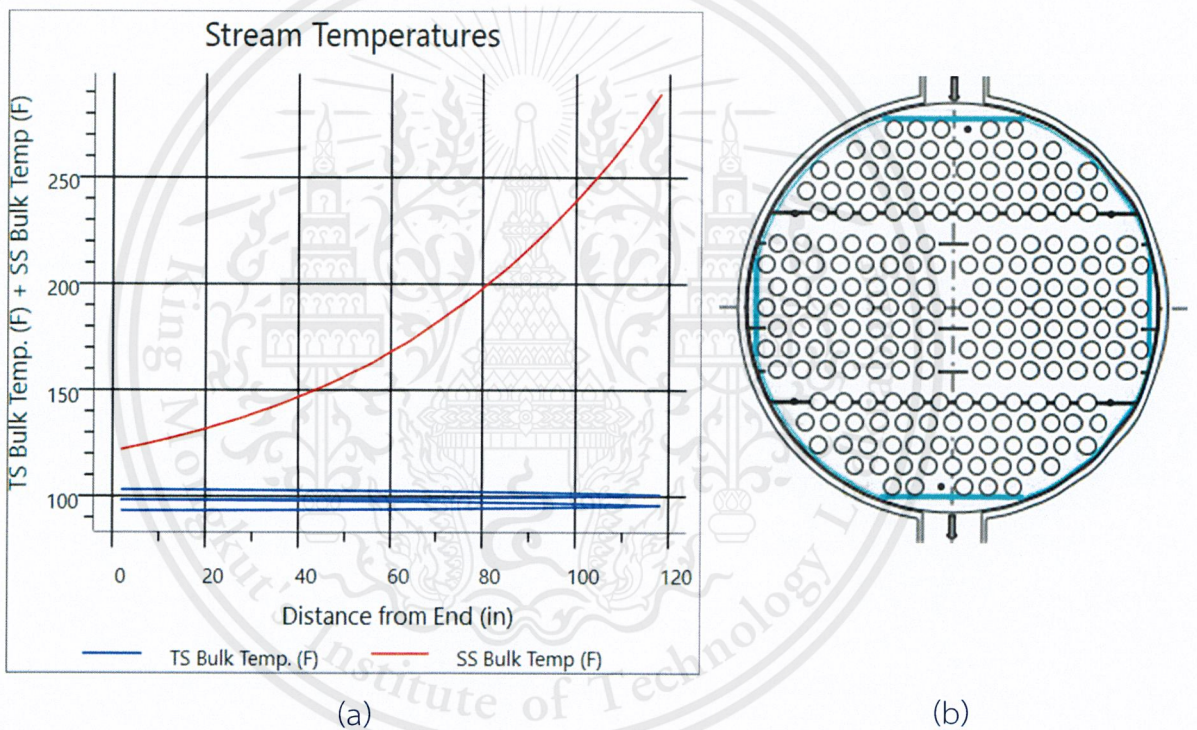 Stream Temperatures
TS Bulk Temp. (F) + SS Bulk Temp (F)
250
200
150
100
0 20 40 60 80 100 120
Distance from End (in)
TS Bulk Temp. (F) SS Bulk Temp (F)
(a) (b)
King Mongkut's Institute of Technology L